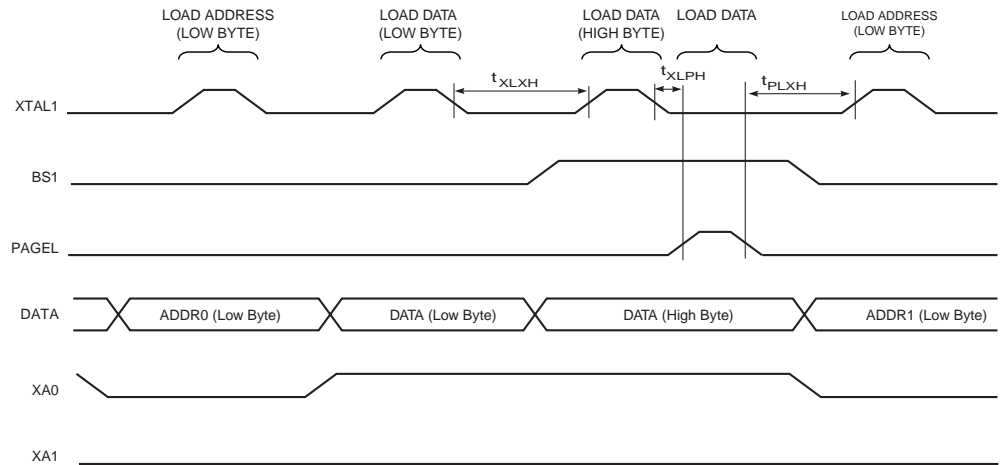 LOAD ADDRESS
(LOW BYTE)
LOAD DATA
(LOW BYTE)
LOAD DATA
(HIGH BYTE)
LOAD DATA
LOAD ADDRESS
(LOW BYTE)
tXLXH
tXLPH
tPLXH
XTAL1
BS1
PAGEL
DATA
ADDR0 (Low Byte)
DATA (Low Byte)
DATA (High Byte)
ADDR1 (Low Byte)
XA0
XA1